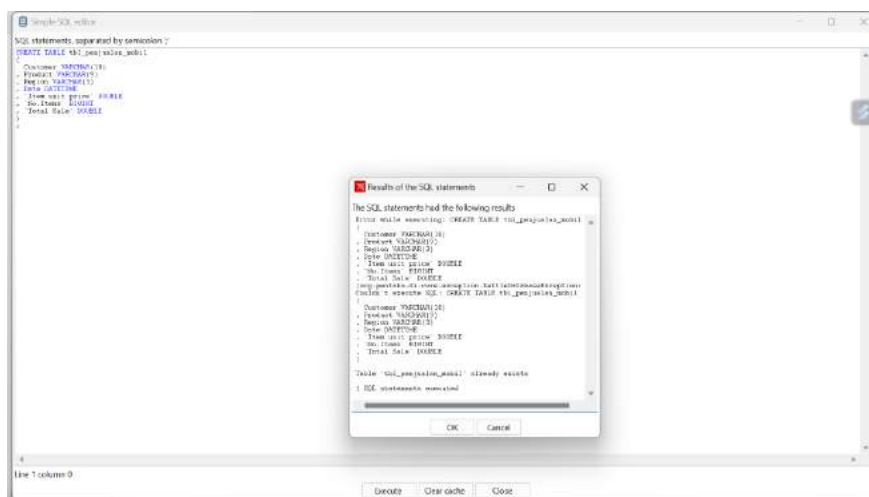 Simple SQL editor
SQL statements, separated by semicolon ';'
CREATE TABLE tbl_penjualan_mobil
(
Customer VARCHAR(18)
, Product VARCHAR(9)
, Region VARCHAR(3)
, Date DATETIME
, `Item unit price` DOUBLE
, `No.Items` BIGINT
, `Total Sale` DOUBLE
)
;
Results of the SQL statements
The SQL statements had the following results
Error while executing: CREATE TABLE tbl_penjualan_mobil
(
Customer VARCHAR(18)
, Product VARCHAR(9)
, Region VARCHAR(3)
, Date DATETIME
, `Item unit price` DOUBLE
, `No.Items` BIGINT
, `Total Sale` DOUBLE
Couldn't execute SQL: CREATE TABLE tbl_penjualan_mobil
(
Customer VARCHAR(18)
, Product VARCHAR(9)
, Region VARCHAR(3)
, Date DATETIME
, `Item unit price` DOUBLE
, `No.Items` BIGINT
, `Total Sale` DOUBLE
)
Table 'tbl_penjualan_mobil' already exists
1 SQL statements executed
OK Cancel
Line 1 column 0
Execute Clear cache Close